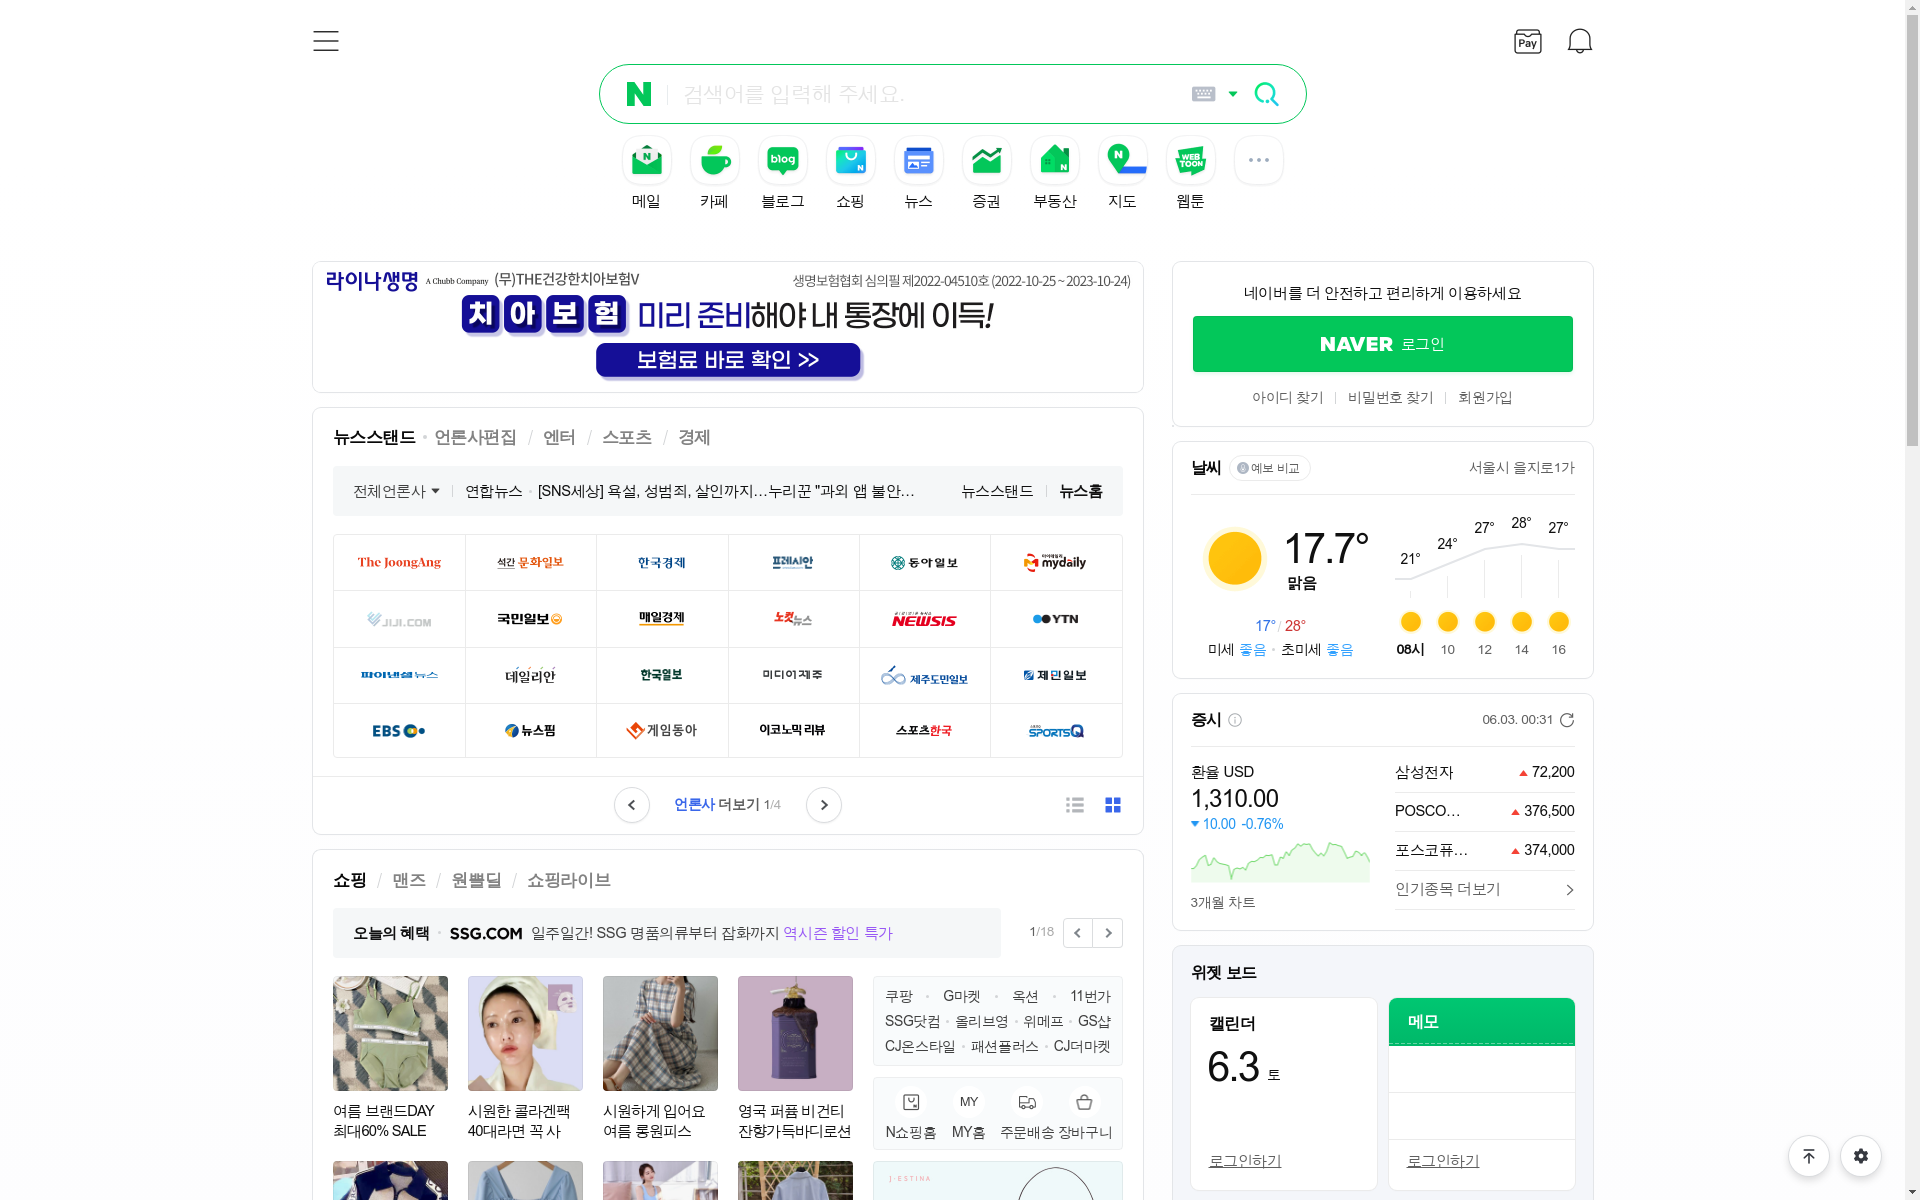 Pay
N 검색어를 입력해 주세요.
메일 카페 블로그 쇼핑 뉴스 증권 부동산 지도 웹툰
라이나생명 A Chubb Company (무)THE건강한치아보험V 생명보험협회 심의필 제2022-04510호 (2022-10-25 ~ 2023-10-24)
치아보험 미리 준비해야 내 통장에 이득!
보험료 바로 확인 >>
네이버를 더 안전하고 편리하게 이용하세요
NAVER 로그인
아이디 찾기 비밀번호 찾기 회원가입
뉴스스탠드 · 언론사편집 / 엔터 / 스포츠 / 경제
전체언론사 연합뉴스 · [SNS세상] 욕설, 성범죄, 살인까지…누리꾼 "과외 앱 불안… 뉴스스탠드 뉴스홈
The JoongAng 석간 문화일보 한국경제 프레시안 동아일보 마이데일리 mydaily
JIJI.COM 국민일보 매일경제 노컷뉴스 NEWSIS YTN
파이낸셜뉴스 데일리안 한국일보 미디어제주 제주도민일보 제민일보
EBS 뉴스핌 게임동아 이코노믹리뷰 스포츠한국 SPORTSQ
언론사 더보기 1/4
날씨 예보 비교 서울시 을지로1가
17.7°
맑음
17° / 28°
미세 좋음 · 초미세 좋음
21° 24° 27° 28° 27°
08시 10 12 14 16
증시 06.03. 00:31
환율 USD
1,310.00
10.00 -0.76%
3개월 차트
삼성전자 72,200
POSCO… 376,500
포스코퓨… 374,000
인기종목 더보기
쇼핑 / 맨즈 / 원쁠딜 / 쇼핑라이브
오늘의 혜택 · SSG.COM 일주일간! SSG 명품의류부터 잡화까지 역시즌 할인 특가 1/18
여름 브랜드DAY
최대60% SALE
시원한 콜라겐팩
40대라면 꼭 사
시원하게 입어요
여름 롱원피스
영국 퍼퓸 비건티
잔향가득바디로션
쿠팡 · G마켓 · 옥션 · 11번가
SSG닷컴 · 올리브영 · 위메프 · GS샵
CJ온스타일 · 패션플러스 · CJ더마켓
MY
N쇼핑홈 MY홈 주문배송 장바구니
J·ESTINA
위젯 보드
캘린더
6.3 토
로그인하기
메모
로그인하기